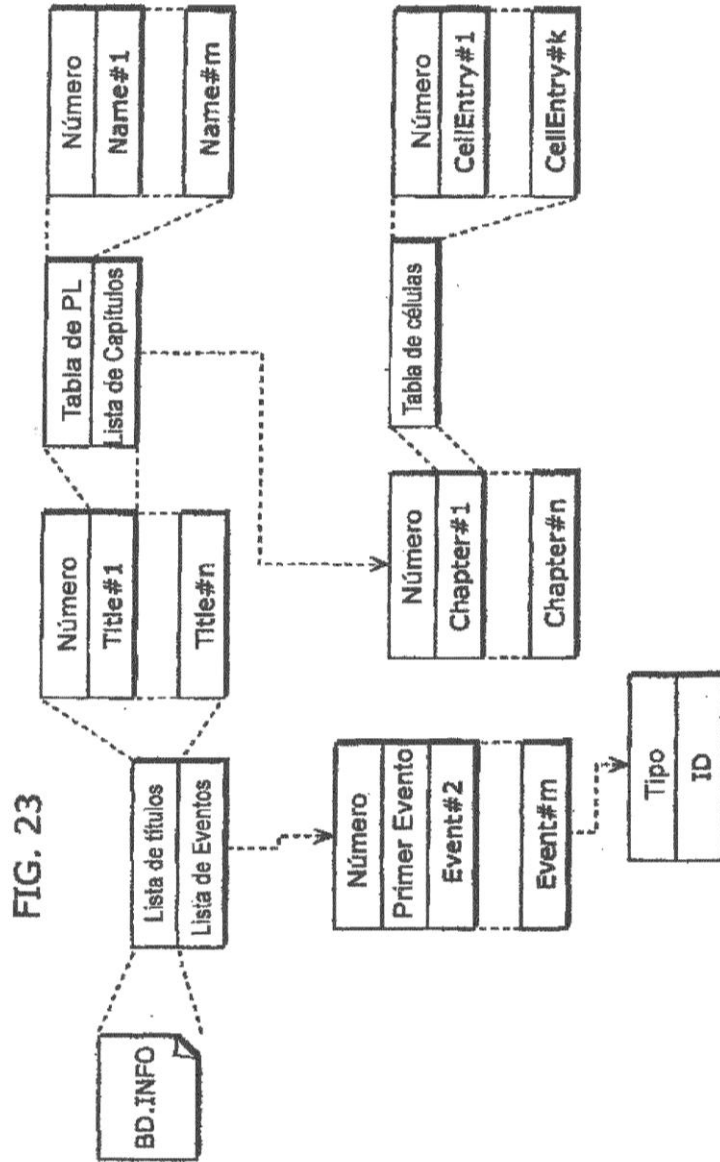 FIG. 23
BD.INFO
Lista de títulos
Lista de Eventos
Número
Title#1
Title#n
Tabla de PL
Lista de Capítulos
Número
Name#1
Name#m
Número
Primer Evento
Event#2
Event#m
Tipo
ID
Número
Chapter#1
Chapter#n
Tabla de células
Número
CellEntry#1
CellEntry#k